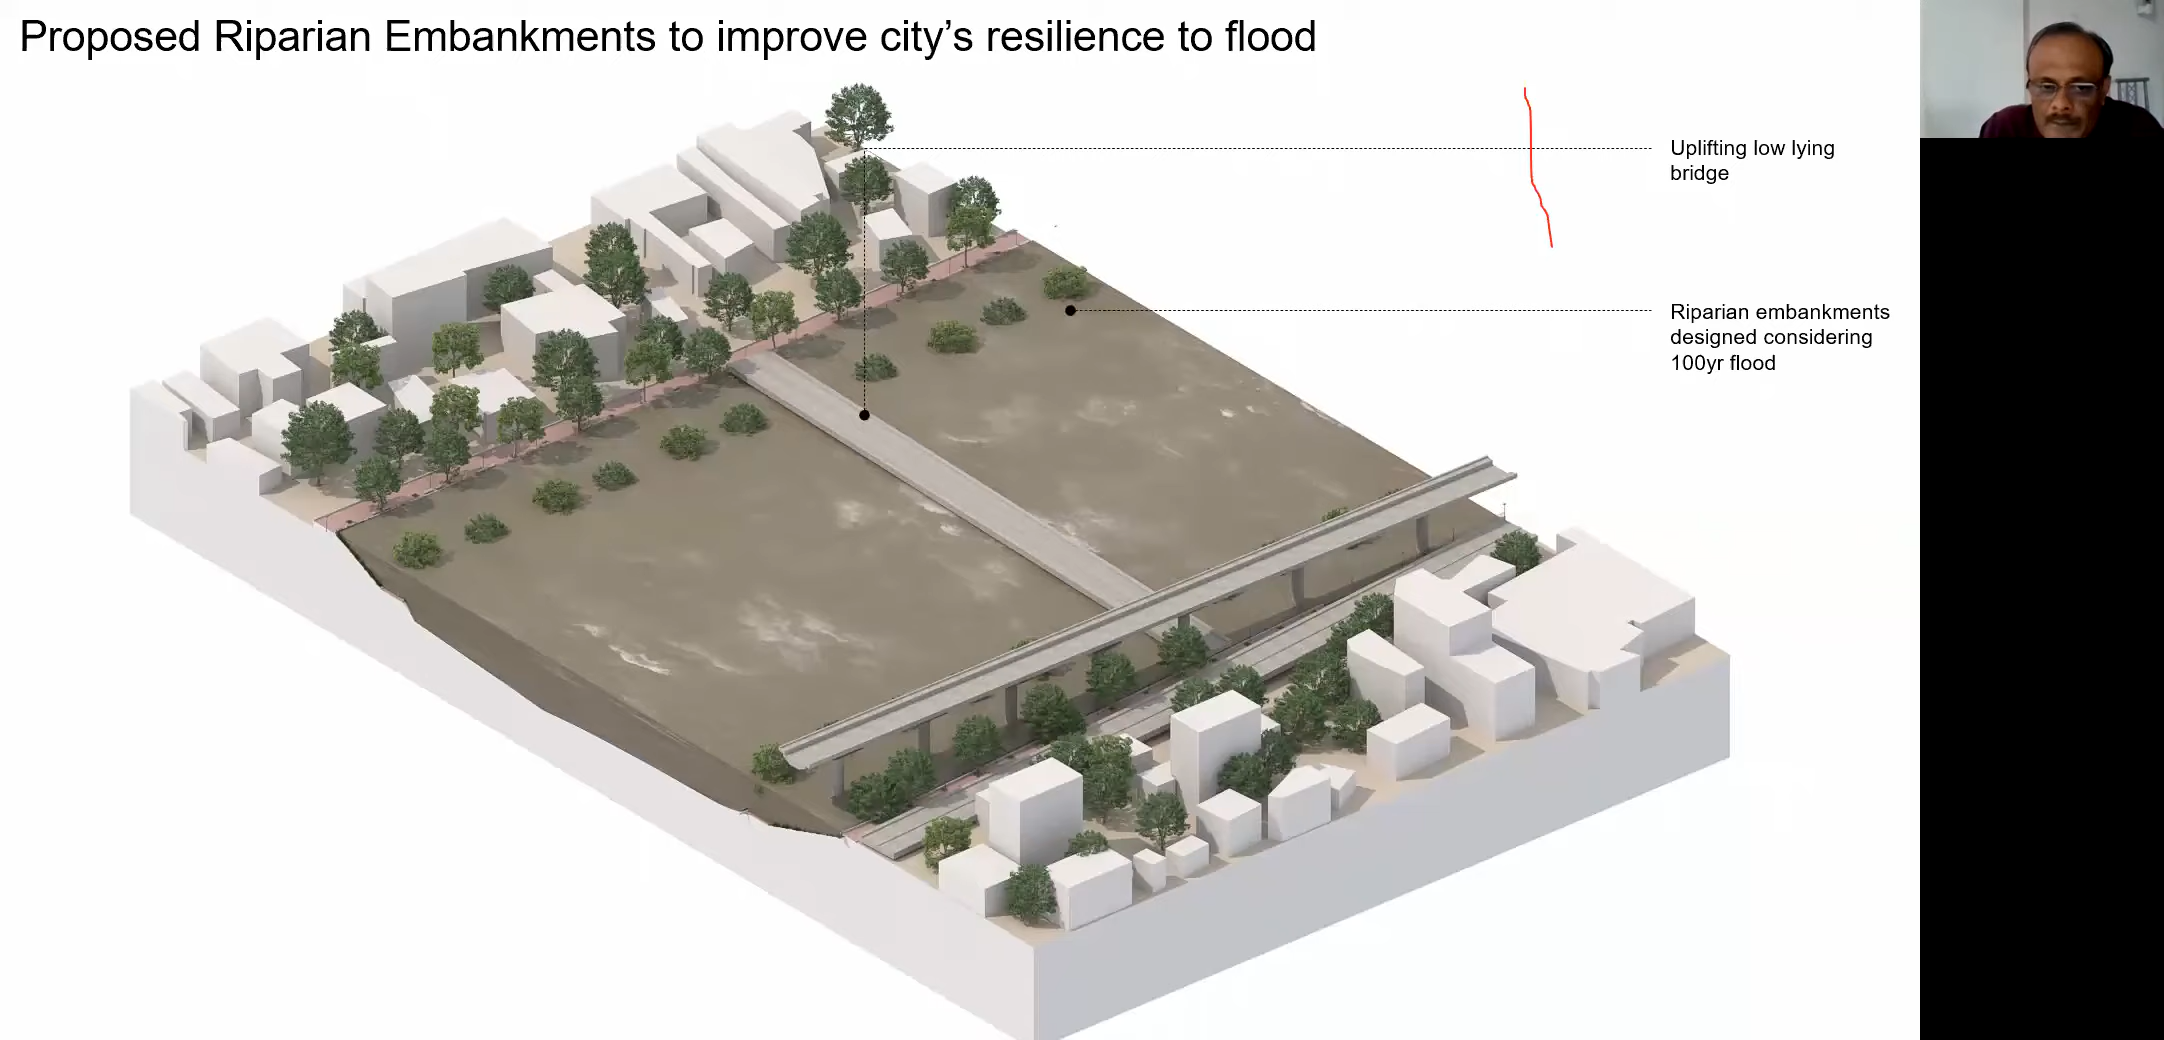 Proposed Riparian Embankments to improve city’s resilience to flood
Uplifting low lying
bridge
Riparian embankments
designed considering
100yr flood